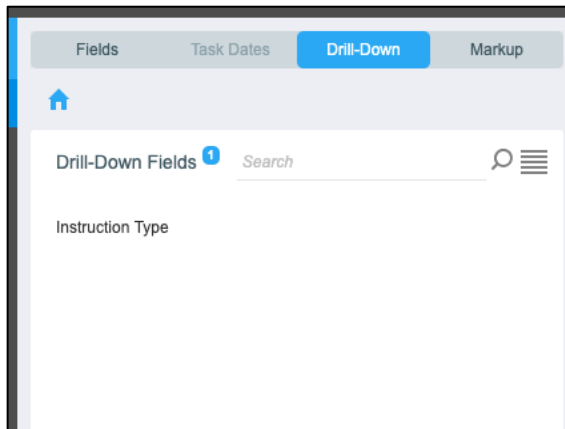 Fields Task Dates Drill-Down Markup
Drill-Down Fields 1 Search
Instruction Type